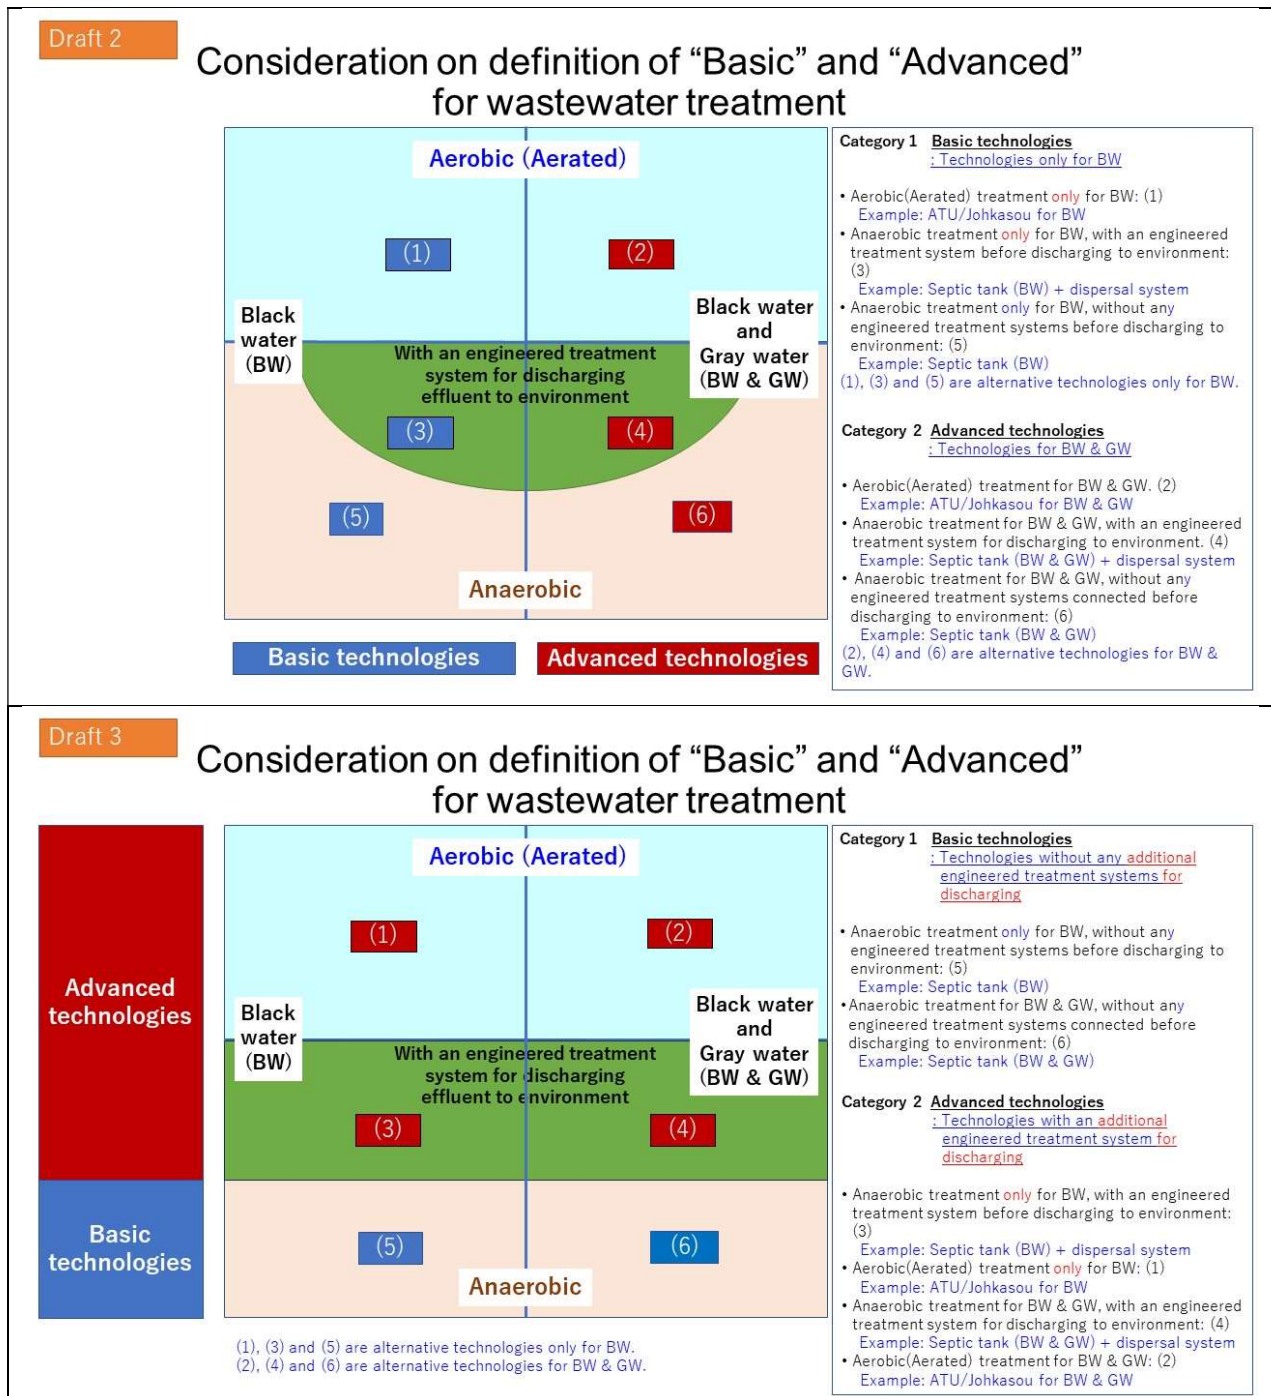 Draft 2
Consideration on definition of “Basic” and “Advanced”
for wastewater treatment
Aerobic (Aerated)
(1)
(2)
Black
water
(BW)
Black water
and
Gray water
(BW & GW)
With an engineered treatment
system for discharging
effluent to environment
(3)
(4)
(5)
(6)
Anaerobic
Basic technologies
Advanced technologies
Category 1 Basic technologies
: Technologies only for BW
• Aerobic(Aerated) treatment only for BW: (1)
Example: ATU/Johkasou for BW
• Anaerobic treatment only for BW, with an engineered
treatment system before discharging to environment:
(3)
Example: Septic tank (BW) + dispersal system
• Anaerobic treatment only for BW, without any
engineered treatment systems before discharging to
environment: (5)
Example: Septic tank (BW)
(1), (3) and (5) are alternative technologies only for BW.
Category 2 Advanced technologies
: Technologies for BW & GW
• Aerobic(Aerated) treatment for BW & GW. (2)
Example: ATU/Johkasou for BW & GW
• Anaerobic treatment for BW & GW, with an engineered
treatment system for discharging to environment. (4)
Example: Septic tank (BW & GW) + dispersal system
• Anaerobic treatment for BW & GW, without any
engineered treatment systems connected before
discharging to environment: (6)
Example: Septic tank (BW & GW)
(2), (4) and (6) are alternative technologies for BW &
GW.
Draft 3
Consideration on definition of “Basic” and “Advanced”
for wastewater treatment
Advanced
technologies
Basic
technologies
Aerobic (Aerated)
(1)
(2)
Black
water
(BW)
Black water
and
Gray water
(BW & GW)
With an engineered treatment
system for discharging
effluent to environment
(3)
(4)
(5)
(6)
Anaerobic
(1), (3) and (5) are alternative technologies only for BW.
(2), (4) and (6) are alternative technologies for BW & GW.
Category 1 Basic technologies
: Technologies without any additional
engineered treatment systems for
discharging
• Anaerobic treatment only for BW, without any
engineered treatment systems before discharging to
environment: (5)
Example: Septic tank (BW)
• Anaerobic treatment for BW & GW, without any
engineered treatment systems connected before
discharging to environment: (6)
Example: Septic tank (BW & GW)
Category 2 Advanced technologies
: Technologies with an additional
engineered treatment system for
discharging
• Anaerobic treatment only for BW, with an engineered
treatment system before discharging to environment:
(3)
Example: Septic tank (BW) + dispersal system
• Aerobic(Aerated) treatment only for BW: (1)
Example: ATU/Johkasou for BW
• Anaerobic treatment for BW & GW, with an engineered
treatment system for discharging to environment: (4)
Example: Septic tank (BW & GW) + dispersal system
• Aerobic(Aerated) treatment for BW & GW: (2)
Example: ATU/Johkasou for BW & GW